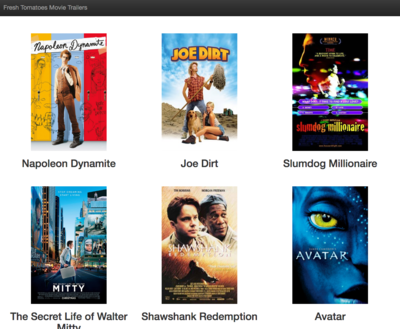 Fresh Tomatoes Movie Trailers
Napoleon Dynamite
JOE DIRT
slumdog millionaire
Napoleon Dynamite
Joe Dirt
Slumdog Millionaire
MITTY
SHAWSHANK
REDEMPTION
AVATAR
The Secret Life of Walter
Mitty
Shawshank Redemption
Avatar